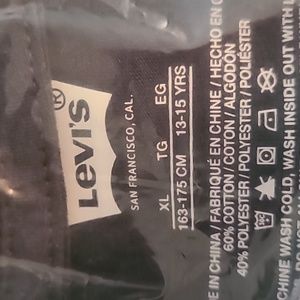 Levi's®
SAN FRANCISCO, CAL.
XL TG EG
163-175 CM 13-15 YRS
E IN CHINA / FABRIQUÉ EN CHINE / HECHO EN C
60% COTTON / COTON / ALGODÓN
40% POLYESTER / POLYESTER / POLIÉSTER
CHINE WASH COLD, WASH INSIDE OUT WITH L